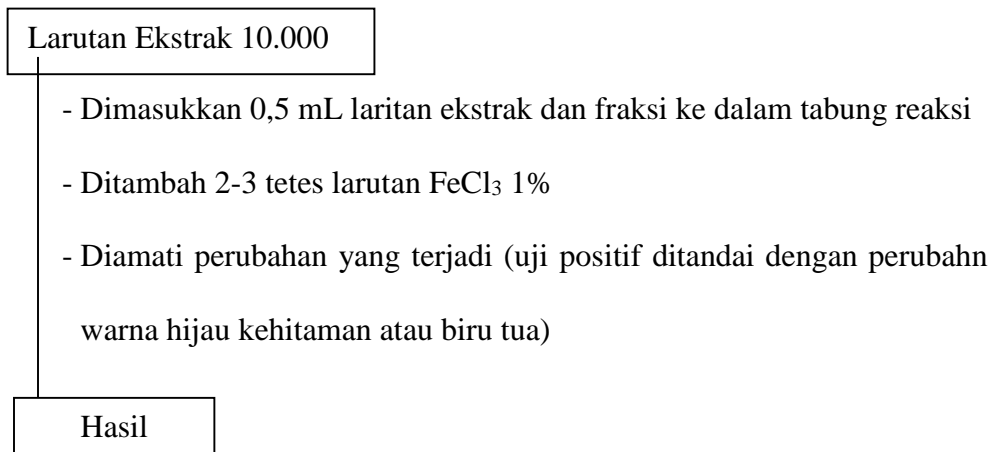 Larutan Ekstrak 10.000
- Dimasukkan 0,5 mL laritan ekstrak dan fraksi ke dalam tabung reaksi
- Ditambah 2-3 tetes larutan FeCl₃ 1%
- Diamati perubahan yang terjadi (uji positif ditandai dengan perubahn
warna hijau kehitaman atau biru tua)
Hasil